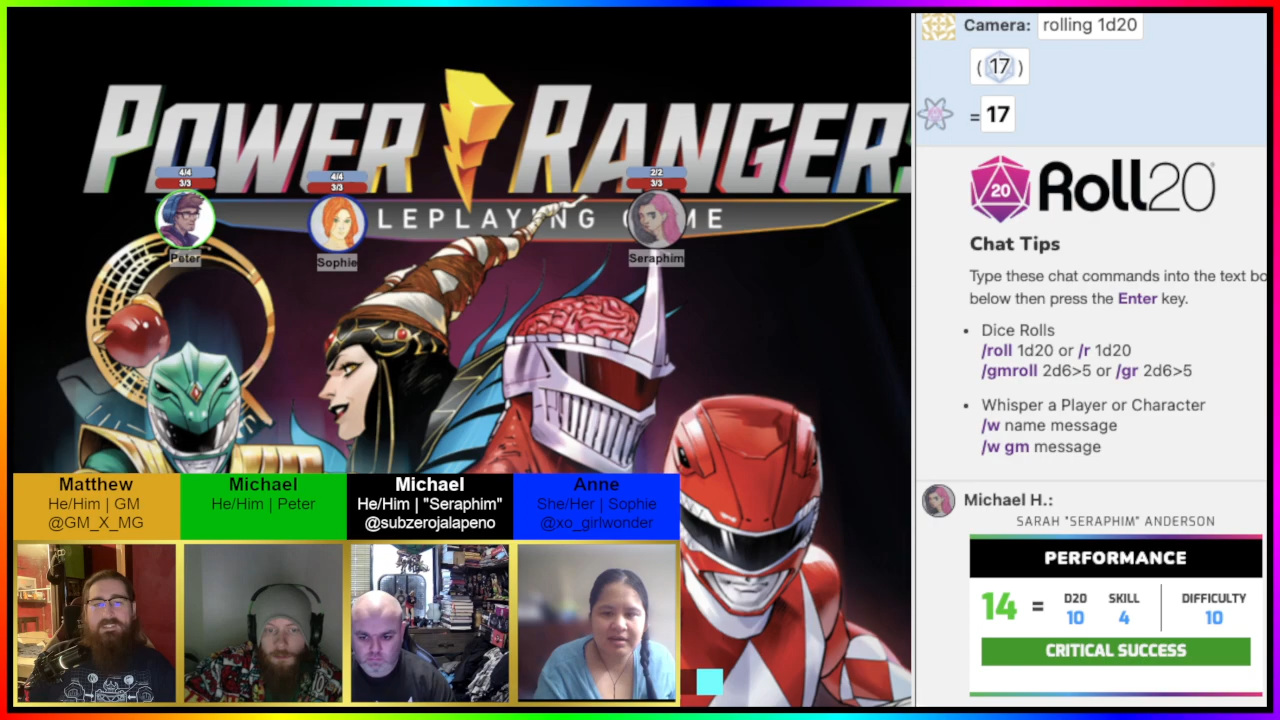 POWER RANGERS
LEPLAYING G ME
4/4
3/3
4/4
3/3
2/2
3/3
Peter
Sophie
Seraphim
Matthew
He/Him | GM
@GM_X_MG
Michael
He/Him | Peter
Michael
He/Him | "Seraphim"
@subzerojalapeno
Anne
She/Her | Sophie
@xo_girlwonder
Camera: rolling 1d20
(17)
=17
20
Roll20
Chat Tips
Type these chat commands into the text bo
below then press the Enter key.
• Dice Rolls
/roll 1d20 or /r 1d20
/gmroll 2d6>5 or /gr 2d6>5
• Whisper a Player or Character
/w name message
/w gm message
Michael H.:
SARAH "SERAPHIM" ANDERSON
PERFORMANCE
14 = D20 SKILL DIFFICULTY
10 4 10
CRITICAL SUCCESS